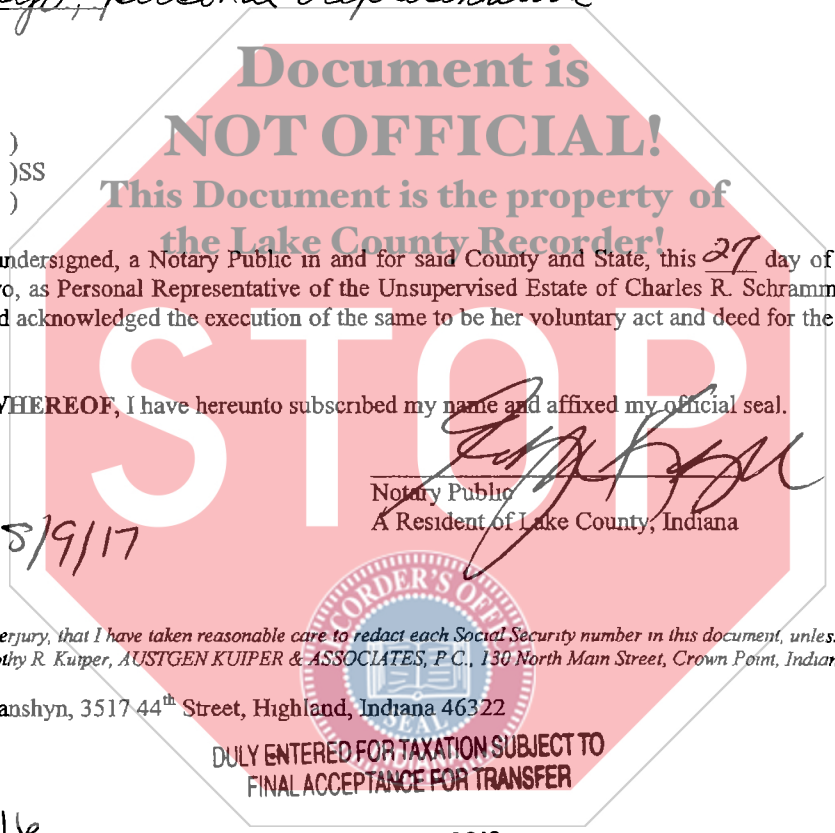 Personal Representative
Document is
NOT OFFICIAL!
This Document is the property of
the Lake County Recorder!
)
)SS
)
undersigned, a Notary Public in and for said County and State, this 27 day of
o, as Personal Representative of the Unsupervised Estate of Charles R. Schramm
d acknowledged the execution of the same to be her voluntary act and deed for the
STOP
WHEREOF, I have hereunto subscribed my name and affixed my official seal.
Notary Public
A Resident of Lake County, Indiana
8/9/17
RECORDER'S OFFICE
SEAL
erjury, that I have taken reasonable care to redact each Social Security number in this document, unles
othy R. Kuiper, AUSTGEN KUIPER & ASSOCIATES, P C., 130 North Main Street, Crown Point, Indian
anshyn, 3517 44th Street, Highland, Indiana 46322
DULY ENTERED FOR TAXATION SUBJECT TO
FINAL ACCEPTANCE FOR TRANSFER